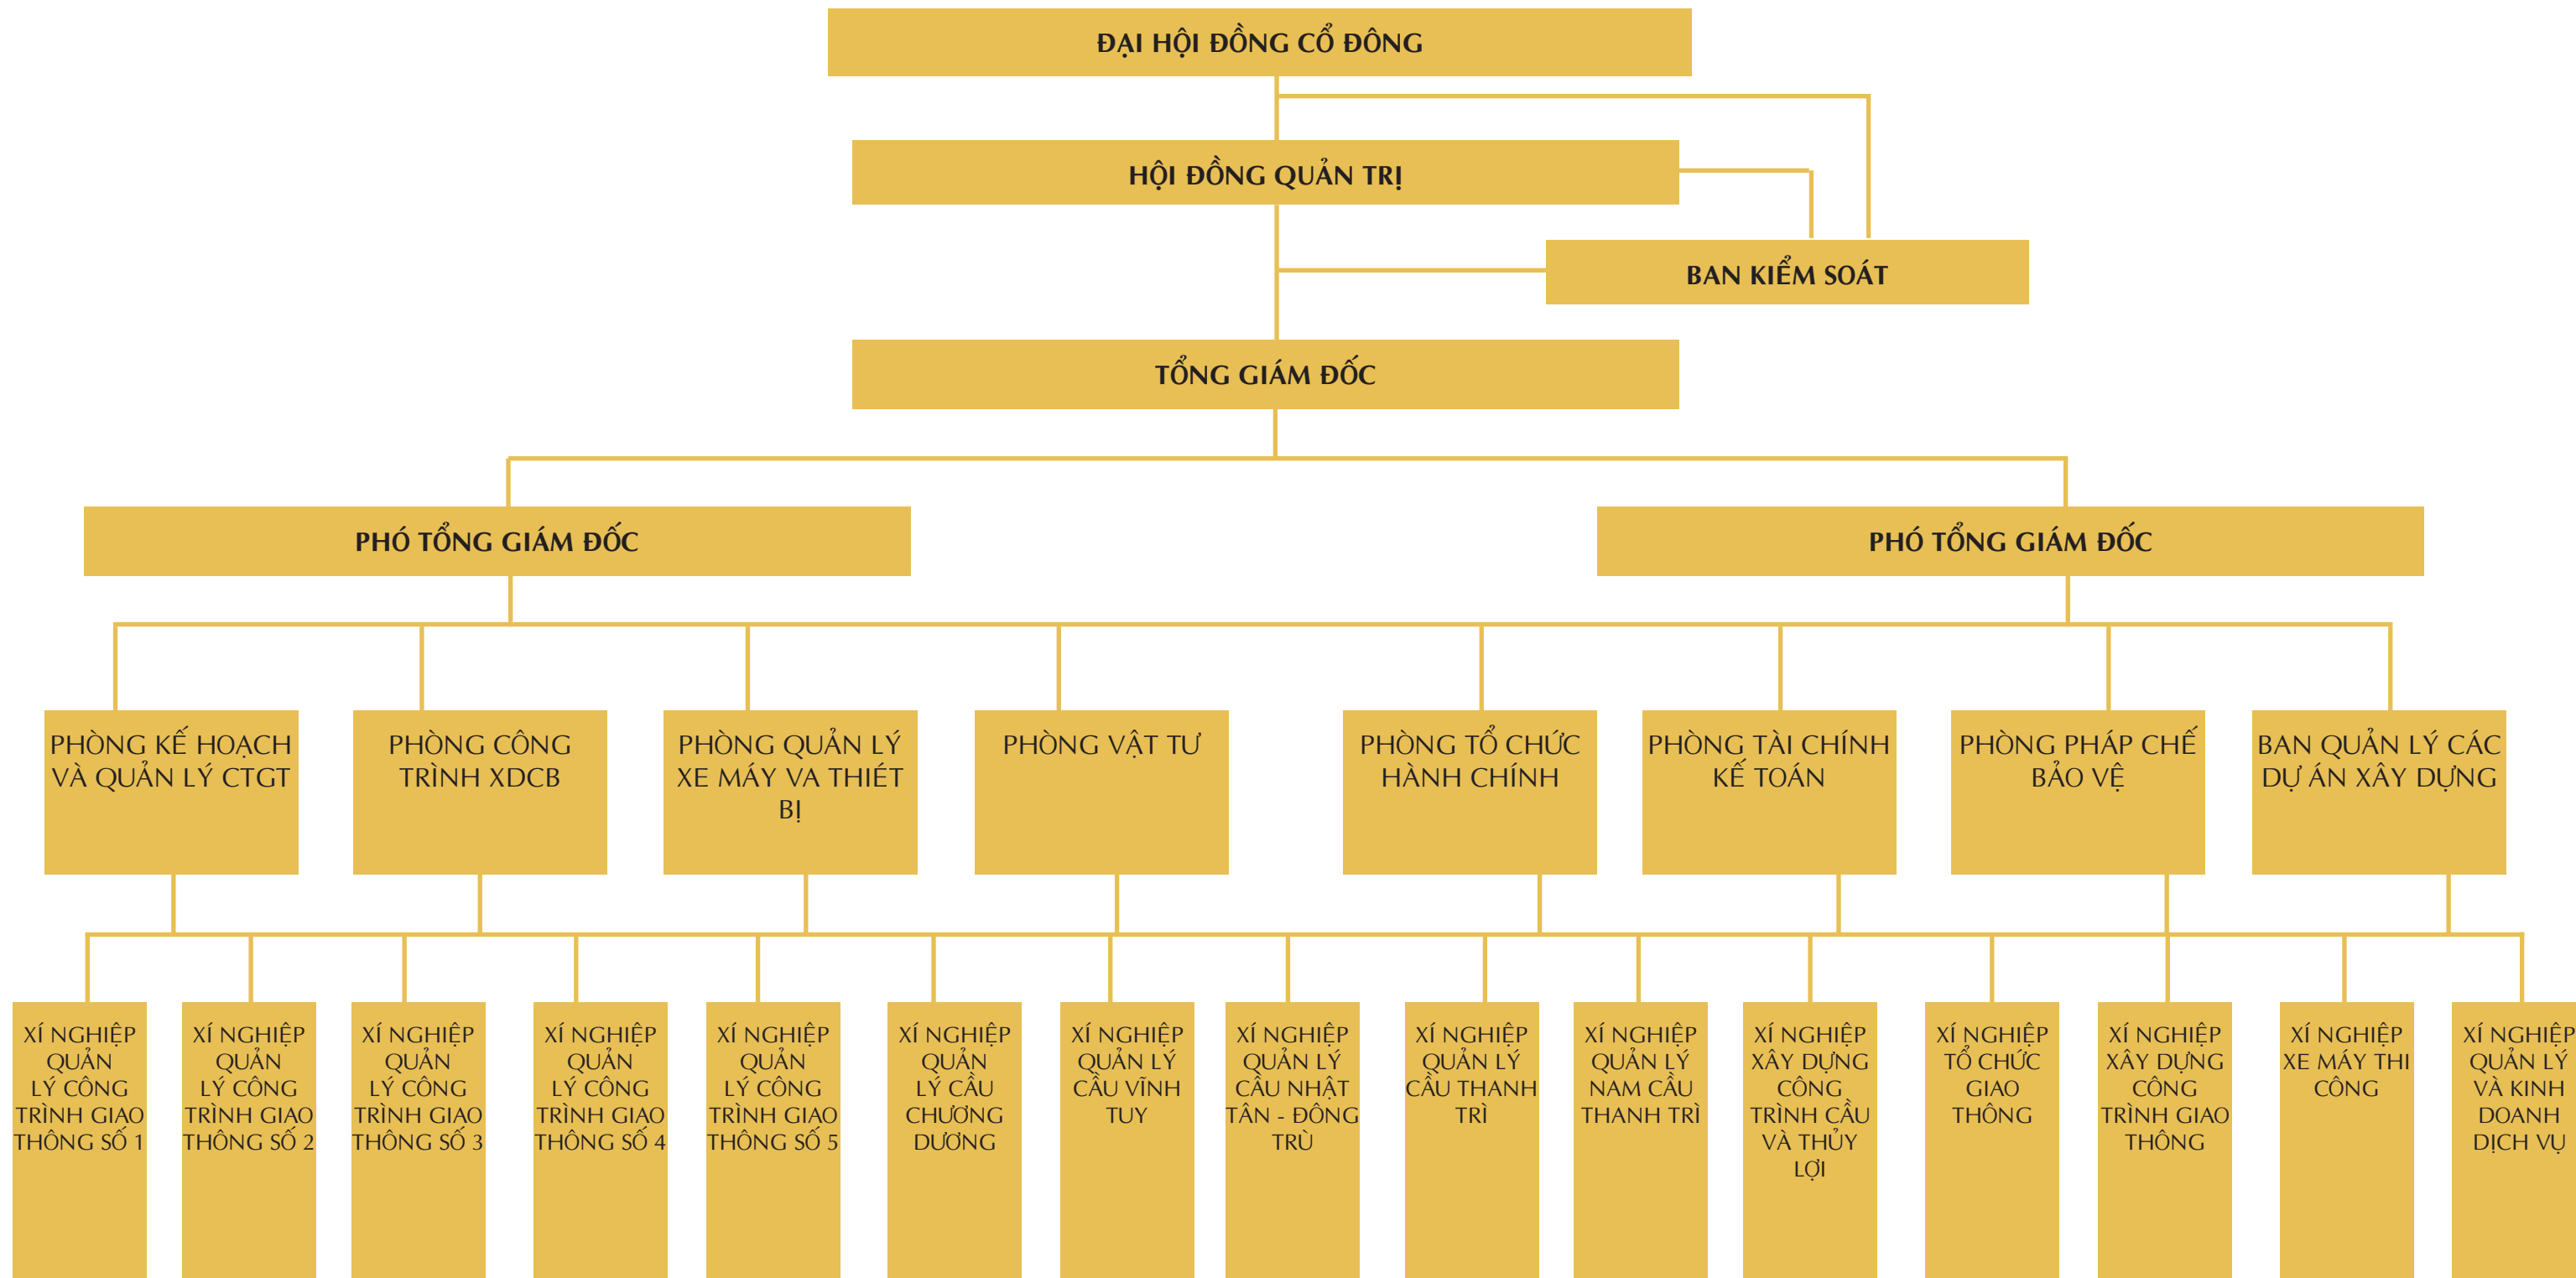 ĐẠI HỘI ĐỒNG CỔ ĐÔNG
HỘI ĐỒNG QUẢN TRỊ
BAN KIỂM SOÁT
TỔNG GIÁM ĐỐC
PHÓ TỔNG GIÁM ĐỐC
PHÓ TỔNG GIÁM ĐỐC
PHÒNG KẾ HOẠCH
VÀ QUẢN LÝ CTGT
PHÒNG CÔNG
TRÌNH XDCB
PHÒNG QUẢN LÝ
XE MÁY VA THIÉT
BỊ
PHÒNG VẬT TƯ
PHÒNG TỔ CHỨC
HÀNH CHÍNH
PHÒNG TÀI CHÍNH
KẾ TOÁN
PHÒNG PHÁP CHẾ
BẢO VỆ
BAN QUẢN LÝ CÁC
DỰ ÁN XÂY DỰNG
XÍ NGHIỆP
QUẢN
LÝ CÔNG
TRÌNH GIAO
THÔNG SỐ 1
XÍ NGHIỆP
QUẢN
LÝ CÔNG
TRÌNH GIAO
THÔNG SỐ 2
XÍ NGHIỆP
QUẢN
LÝ CÔNG
TRÌNH GIAO
THÔNG SỐ 3
XÍ NGHIỆP
QUẢN
LÝ CÔNG
TRÌNH GIAO
THÔNG SỐ 4
XÍ NGHIỆP
QUẢN
LÝ CÔNG
TRÌNH GIAO
THÔNG SỐ 5
XÍ NGHIỆP
QUẢN
LÝ CẦU
CHƯƠNG
DƯƠNG
XÍ NGHIỆP
QUẢN LÝ
CẦU VĨNH
TUY
XÍ NGHIỆP
QUẢN LÝ
CẦU NHẬT
TÂN - ĐÔNG
TRÙ
XÍ NGHIỆP
QUẢN LÝ
CẦU THANH
TRÌ
XÍ NGHIỆP
QUẢN LÝ
NAM CẦU
THANH TRÌ
XÍ NGHIỆP
XÂY DỰNG
CÔNG
TRÌNH CẦU
VÀ THỦY
LỢI
XÍ NGHIỆP
TỔ CHỨC
GIAO
THÔNG
XÍ NGHIỆP
XÂY DỰNG
CÔNG
TRÌNH GIAO
THÔNG
XÍ NGHIỆP
XE MÁY THI
CÔNG
XÍ NGHIỆP
QUẢN LÝ
VÀ KINH
DOANH
DỊCH VỤ